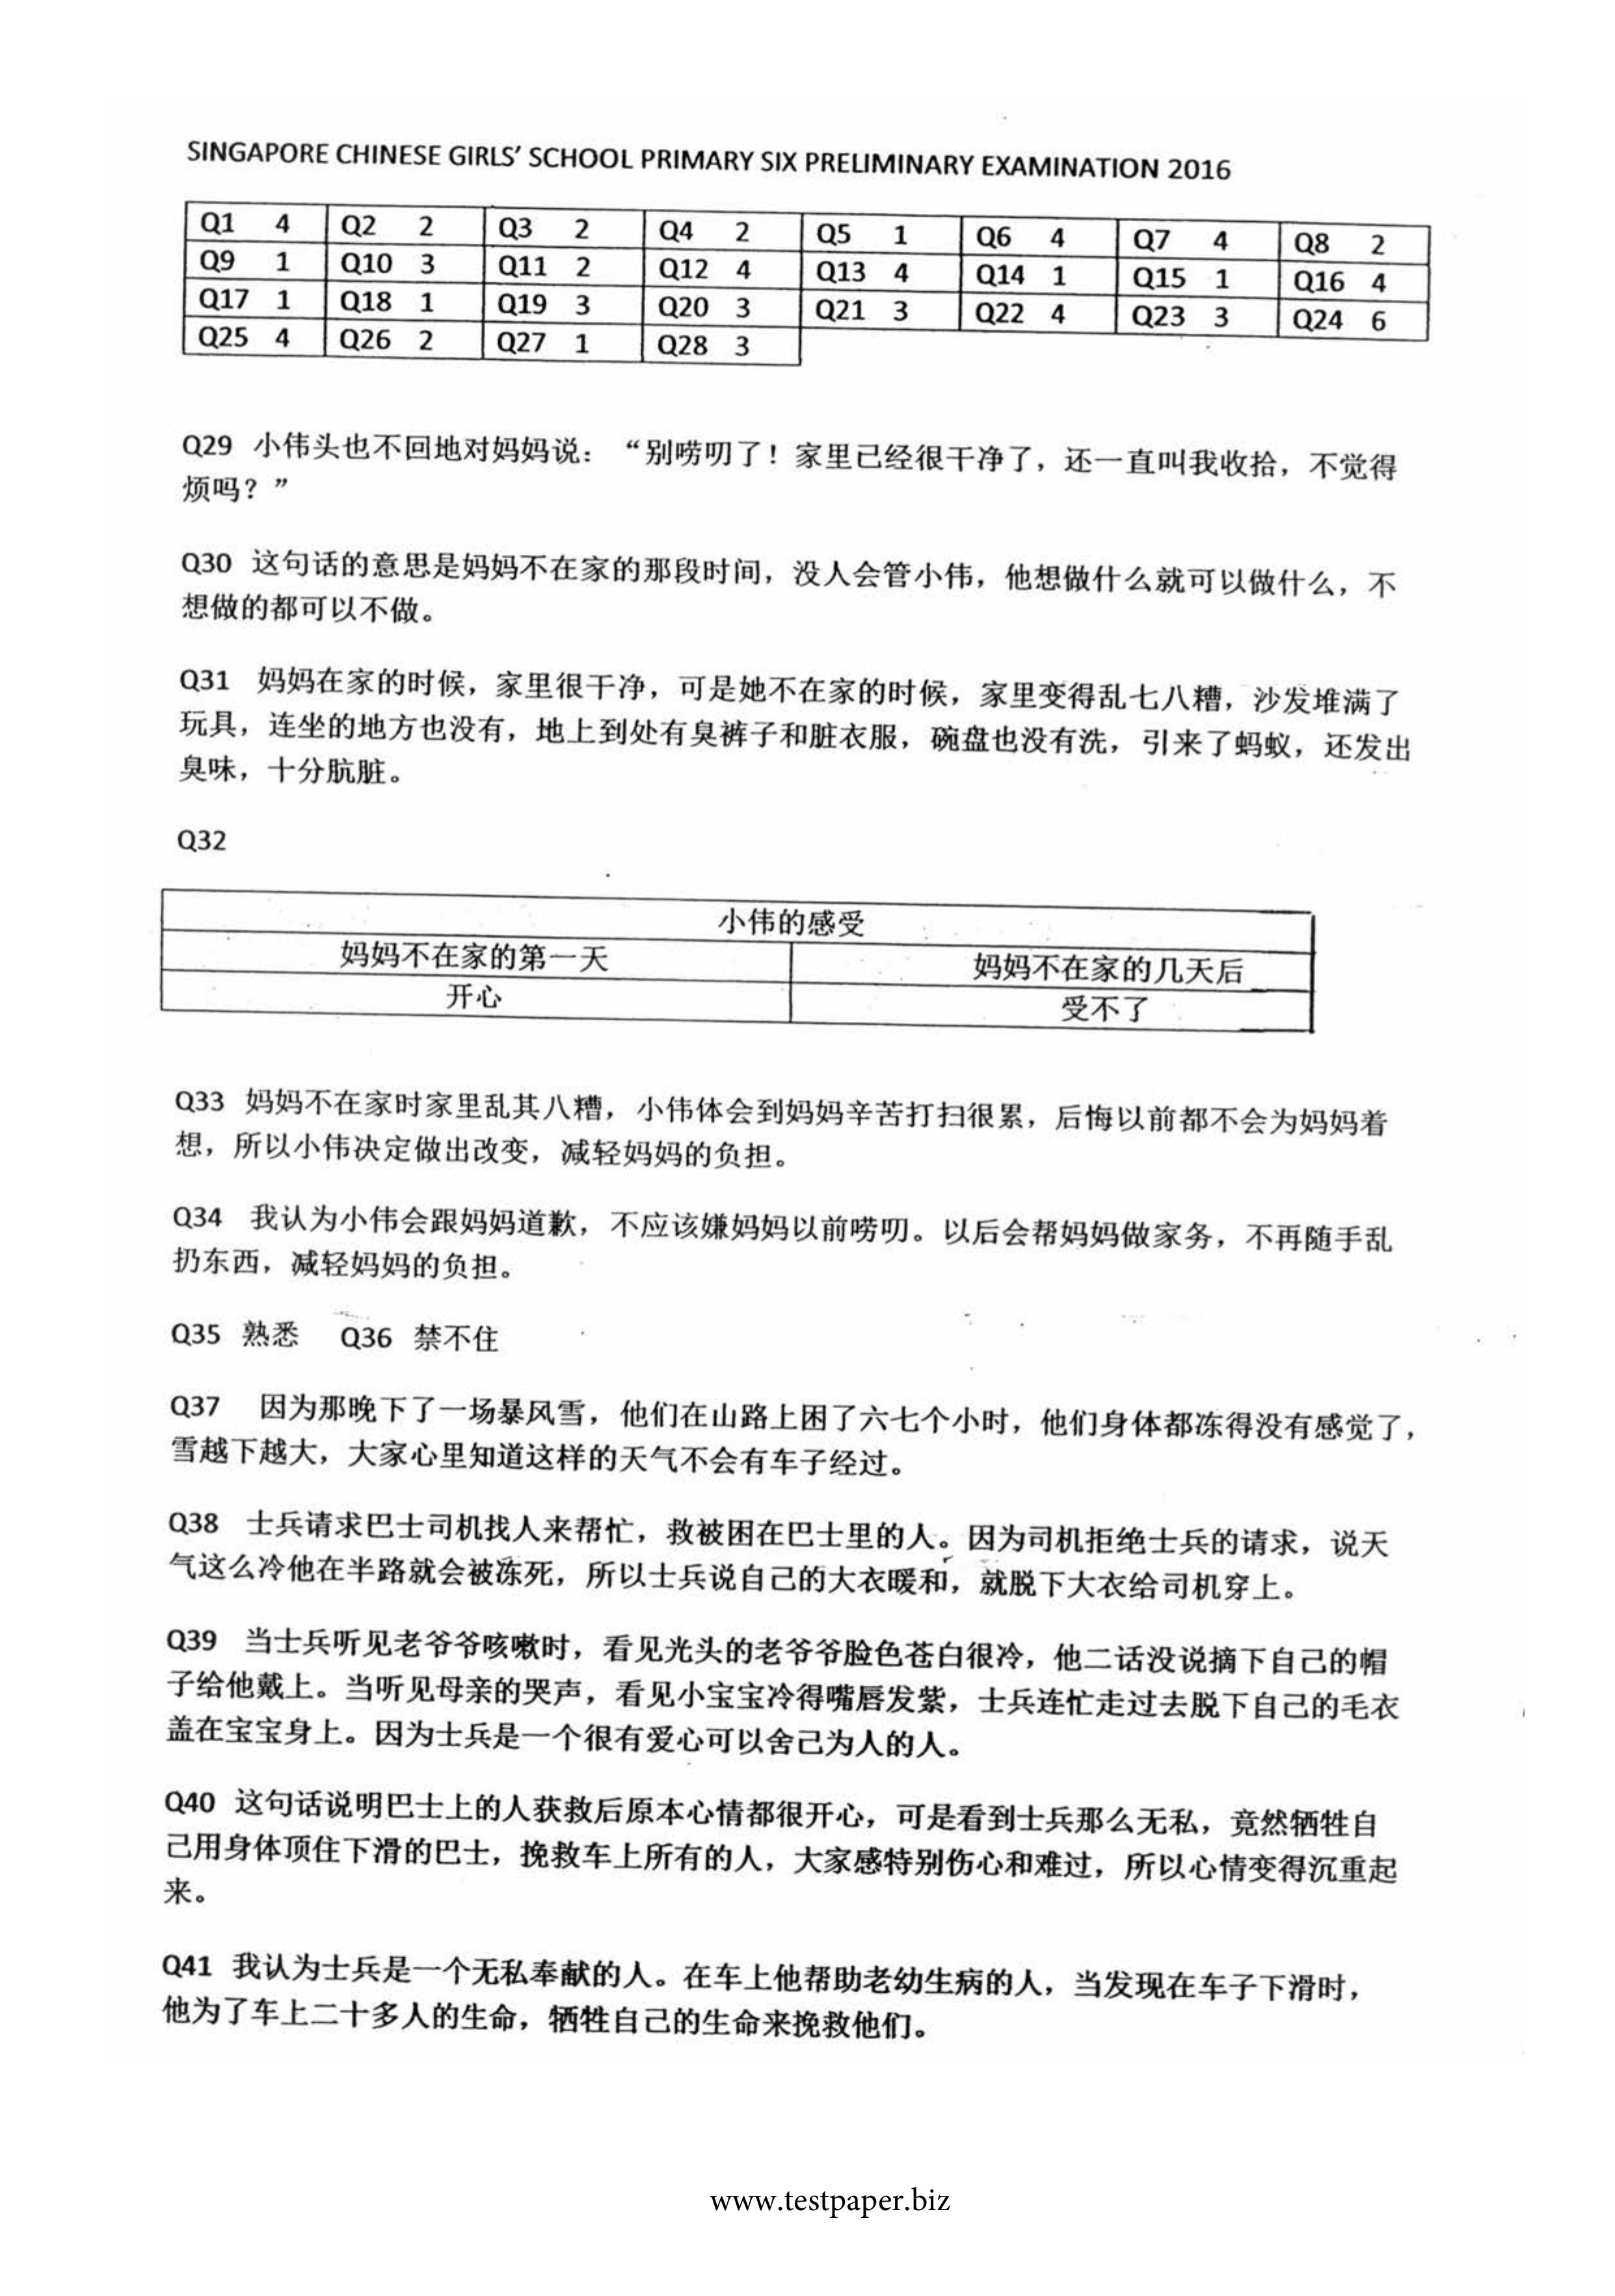 SINGAPORE CHINESE GIRLS' SCHOOL PRIMARY SIX PRELIMINARY EXAMINATION 2016
Q1 4 Q2 2 Q3 2 Q4 2 Q5 1 Q6 4 Q7 4 Q8 2
Q9 1 Q10 3 Q11 2 Q12 4 Q13 4 Q14 1 Q15 1 Q16 4
Q17 1 Q18 1 Q19 3 Q20 3 Q21 3 Q22 4 Q23 3 Q24 6
Q25 4 Q26 2 Q27 1 Q28 3
Q29 小伟头也不回地对妈妈说：“别唠叨了！家里已经很干净了，还一直叫我收拾，不觉得
烦吗？”
Q30 这句话的意思是妈妈不在家的那段时间，没人会管小伟，他想做什么就可以做什么，不
想做的都可以不做。
Q31 妈妈在家的时候，家里很干净，可是她不在家的时候，家里变得乱七八糟，沙发堆满了
玩具，连坐的地方也没有，地上到处有臭裤子和脏衣服，碗盘也没有洗，引来了蚂蚁，还发出
臭味，十分肮脏。
Q32
小伟的感受
妈妈不在家的第一天 妈妈不在家的几天后
开心 受不了
Q33 妈妈不在家时家里乱其八糟，小伟体会到妈妈辛苦打扫很累，后悔以前都不会为妈妈着
想，所以小伟决定做出改变，减轻妈妈的负担。
Q34 我认为小伟会跟妈妈道歉，不应该嫌妈妈以前唠叨。以后会帮妈妈做家务，不再随手乱
扔东西，减轻妈妈的负担。
Q35 熟悉 Q36 禁不住
Q37 因为那晚下了一场暴风雪，他们在山路上困了六七个小时，他们身体都冻得没有感觉了，
雪越下越大，大家心里知道这样的天气不会有车子经过。
Q38 士兵请求巴士司机找人来帮忙，救被困在巴士里的人。因为司机拒绝士兵的请求，说天
气这么冷他在半路就会被冻死，所以士兵说自己的大衣暖和，就脱下大衣给司机穿上。
Q39 当士兵听见老爷爷咳嗽时，看见光头的老爷爷脸色苍白很冷，他二话没说摘下自己的帽
子给他戴上。当听见母亲的哭声，看见小宝宝冷得嘴唇发紫，士兵连忙走过去脱下自己的毛衣
盖在宝宝身上。因为士兵是一个很有爱心可以舍己为人的人。
Q40 这句话说明巴士上的人获救后原本心情都很开心，可是看到士兵那么无私，竟然牺牲自
己用身体顶住下滑的巴士，挽救车上所有的人，大家感特别伤心和难过，所以心情变得沉重起
来。
Q41 我认为士兵是一个无私奉献的人。在车上他帮助老幼生病的人，当发现在车子下滑时，
他为了车上二十多人的生命，牺牲自己的生命来挽救他们。
www.testpaper.biz